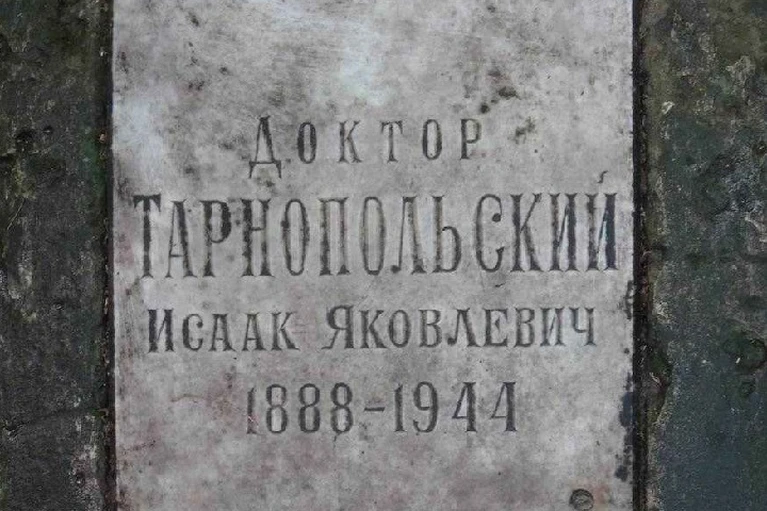 Доктор
ТАРНОПОЛЬСКИЙ
Исаак Яковлевич
1888-1944